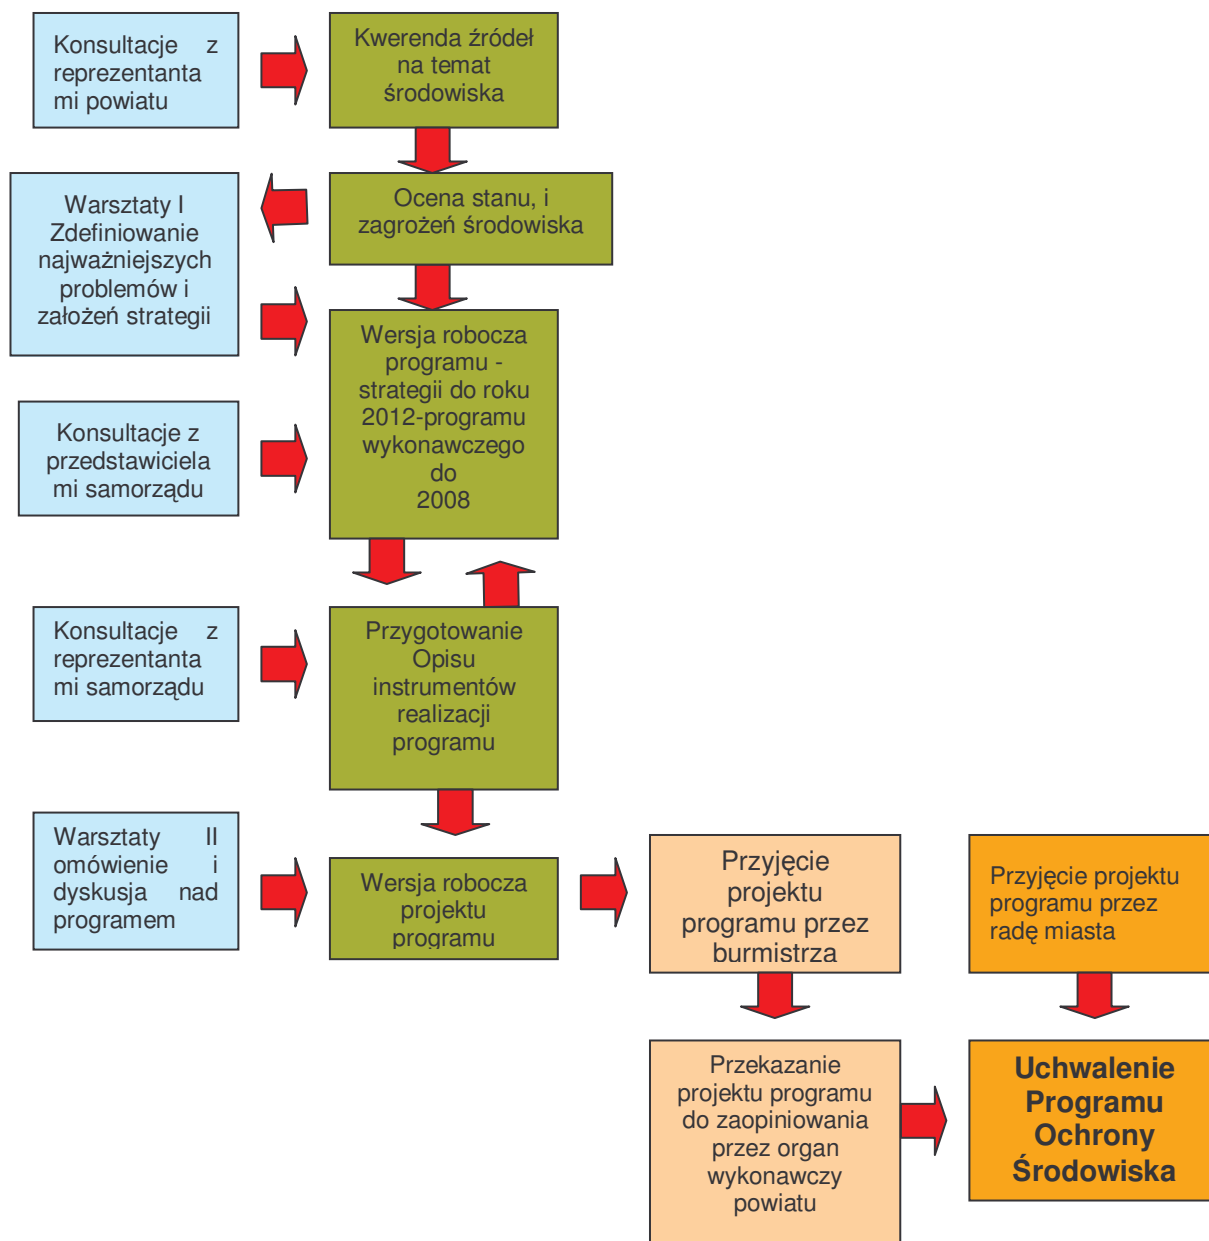 Konsultacje z
reprezentanta
mi powiatu
Kwerenda źródeł
na temat
środowiska
Warsztaty I
Zdefiniowanie
najważniejszych
problemów i
założeń strategii
Ocena stanu, i
zagrożeń środowiska
Wersja robocza
programu -
strategii do roku
2012-programu
wykonawczego
do
2008
Konsultacje z
przedstawiciela
mi samorządu
Konsultacje z
reprezentanta
mi samorządu
Przygotowanie
Opisu
instrumentów
realizacji
programu
Warsztaty II
omówienie i
dyskusja nad
programem
Wersja robocza
projektu
programu
Przyjęcie
projektu
programu przez
burmistrza
Przyjęcie projektu
programu przez
radę miasta
Przekazanie
projektu programu
do zaopiniowania
przez organ
wykonawczy
powiatu
Uchwalenie
Programu
Ochrony
Środowiska